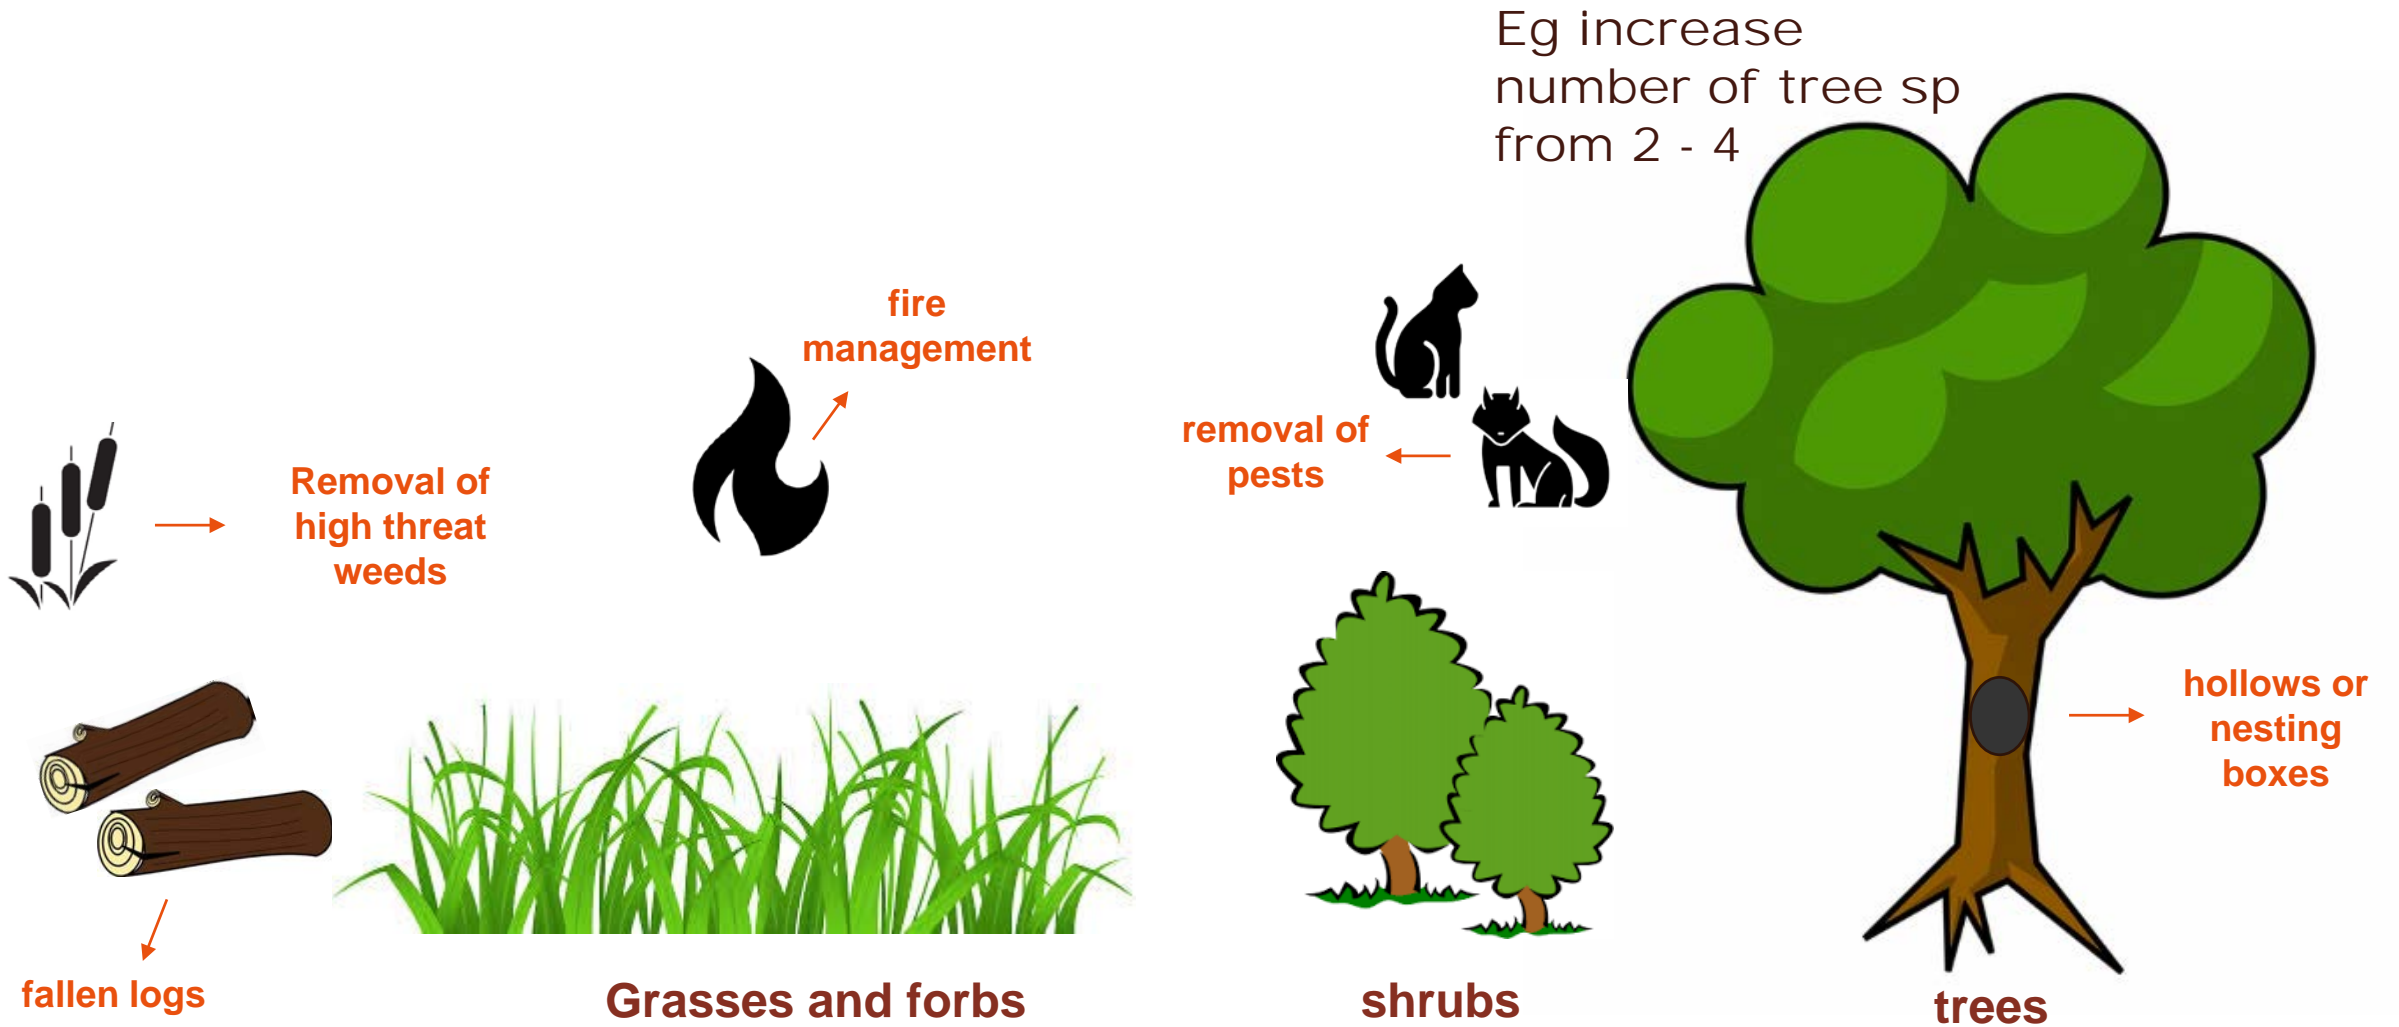 Eg increase
number of tree sp
from 2 - 4
fire
management
removal of
pests
Removal of
high threat
weeds
hollows or
nesting
boxes
fallen logs
Grasses and forbs
shrubs
trees